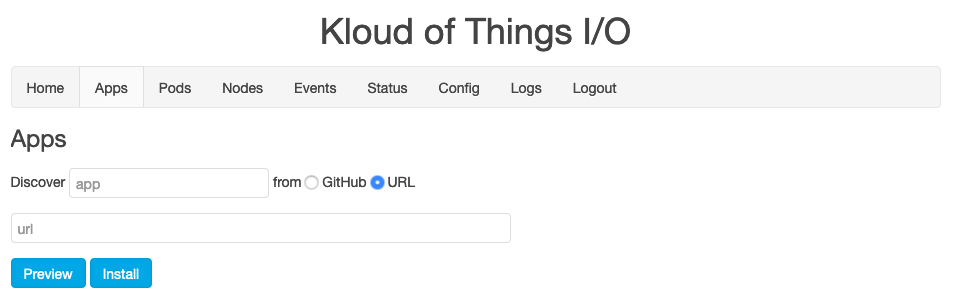 Kloud of Things I/O
Home Apps Pods Nodes Events Status Config Logs Logout
Apps
Discover app from GitHub URL
url
Preview Install